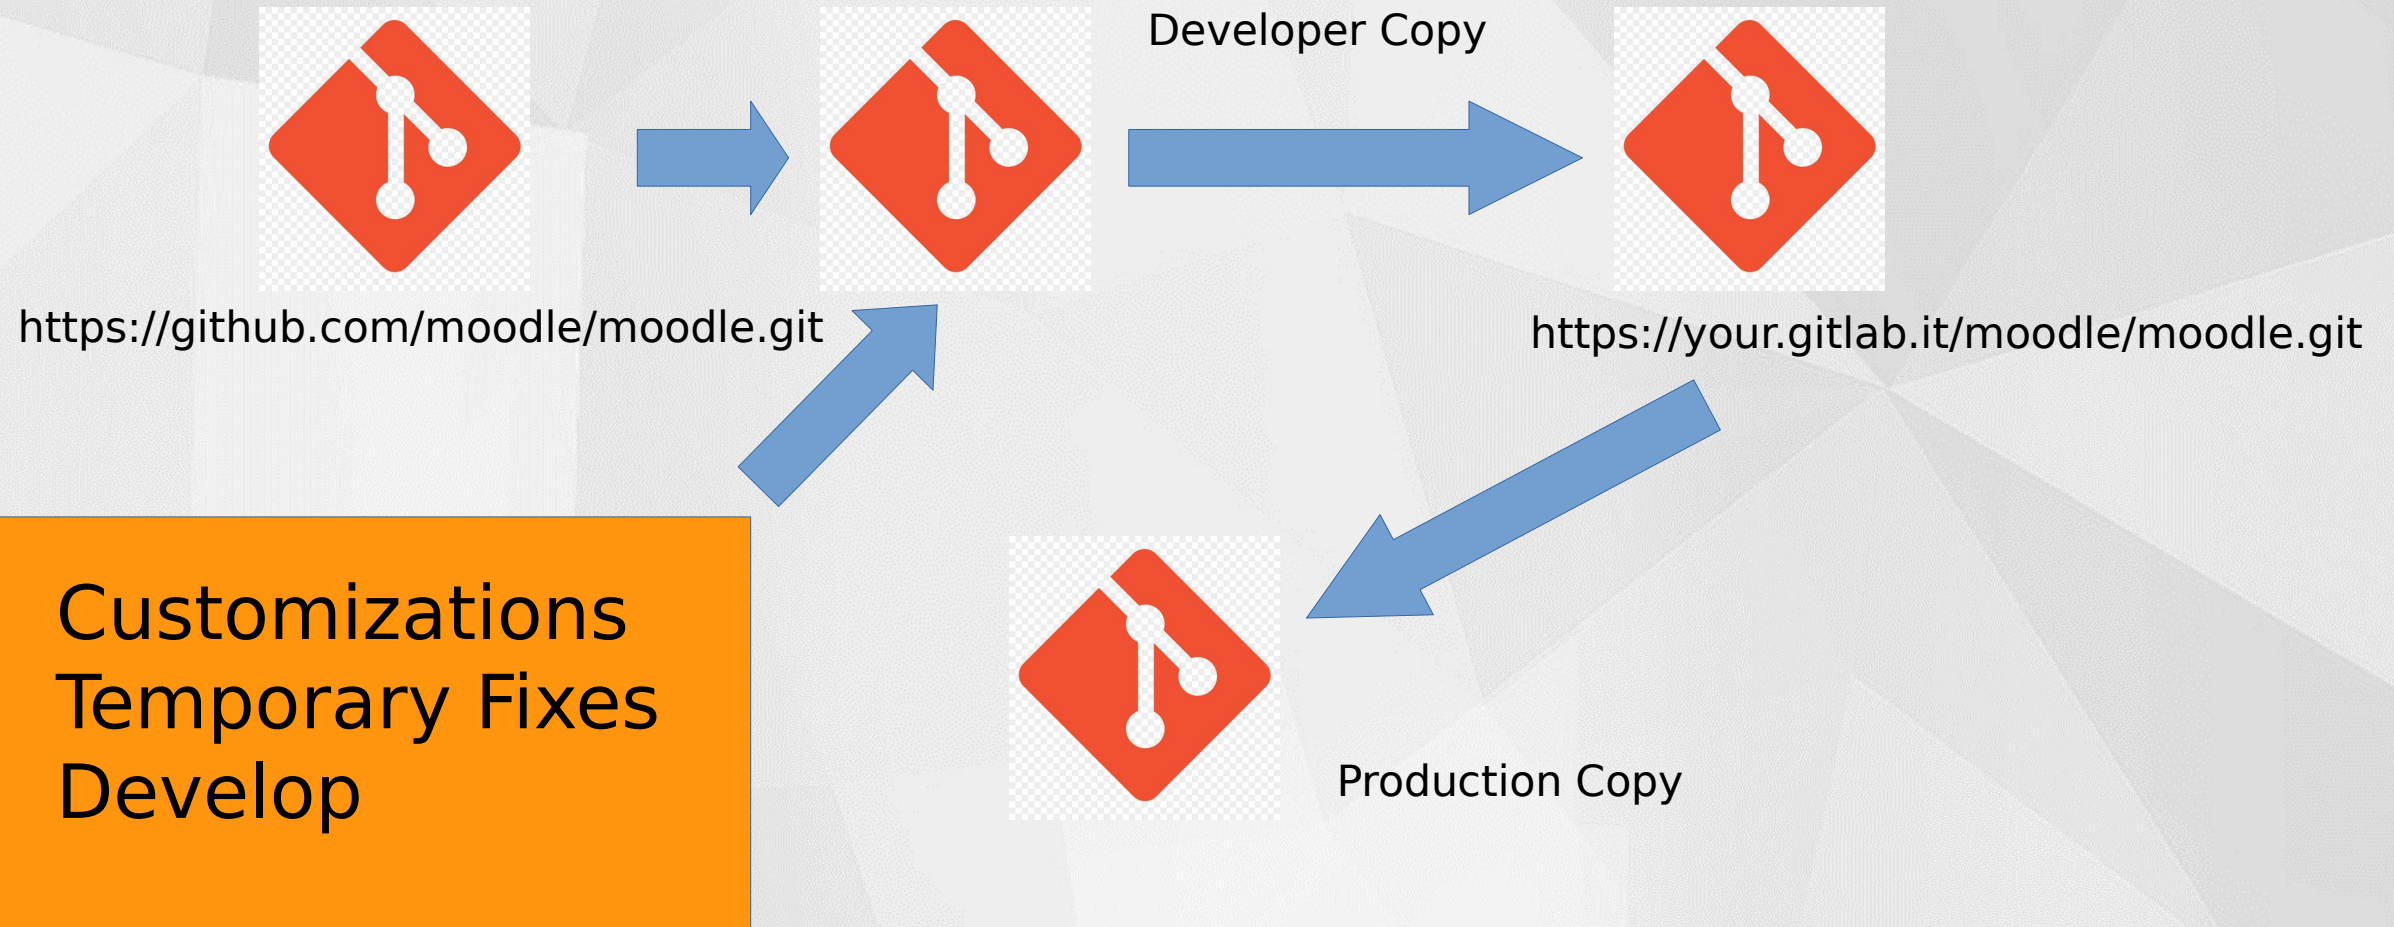 Developer Copy
https://github.com/moodle/moodle.git
https://your.gitlab.it/moodle/moodle.git
Customizations
Temporary Fixes
Develop
Production Copy